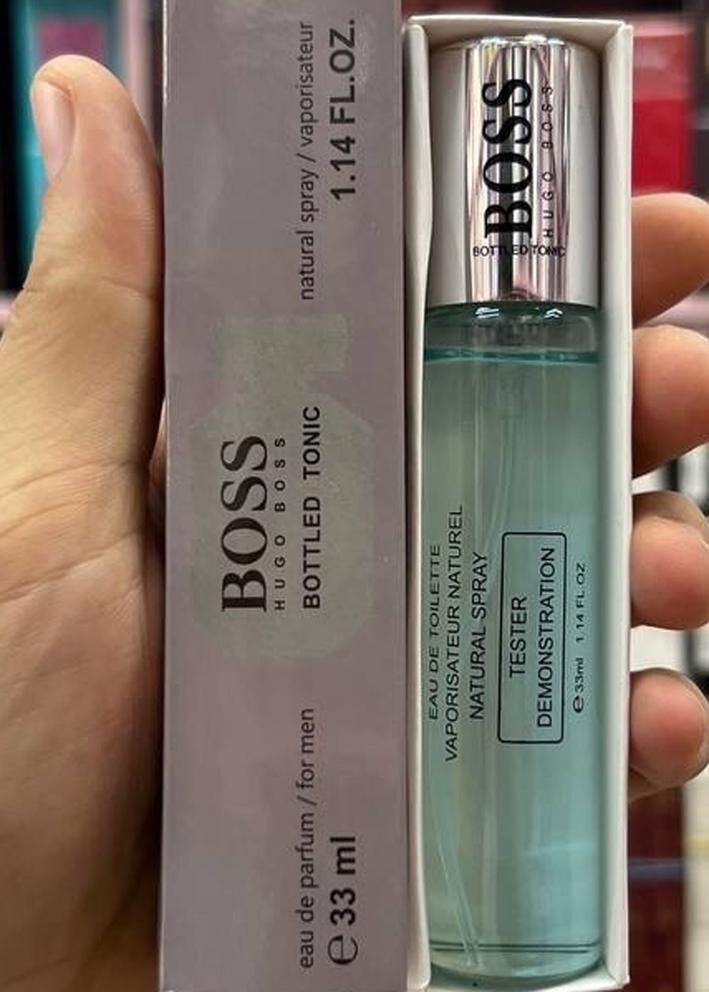 natural spray / vaporisateur
1.14 FL.OZ.
BOSS
HUGO BOSS
BOTTLED TONIC
eau de parfum / for men
e 33 ml
BOSS
HUGO BOSS
BOTTLED TONIC
EAU DE TOILETTE
VAPORISATEUR NATUREL
NATURAL SPRAY
TESTER
DEMONSTRATION
e 33ml 1.14 FL.OZ